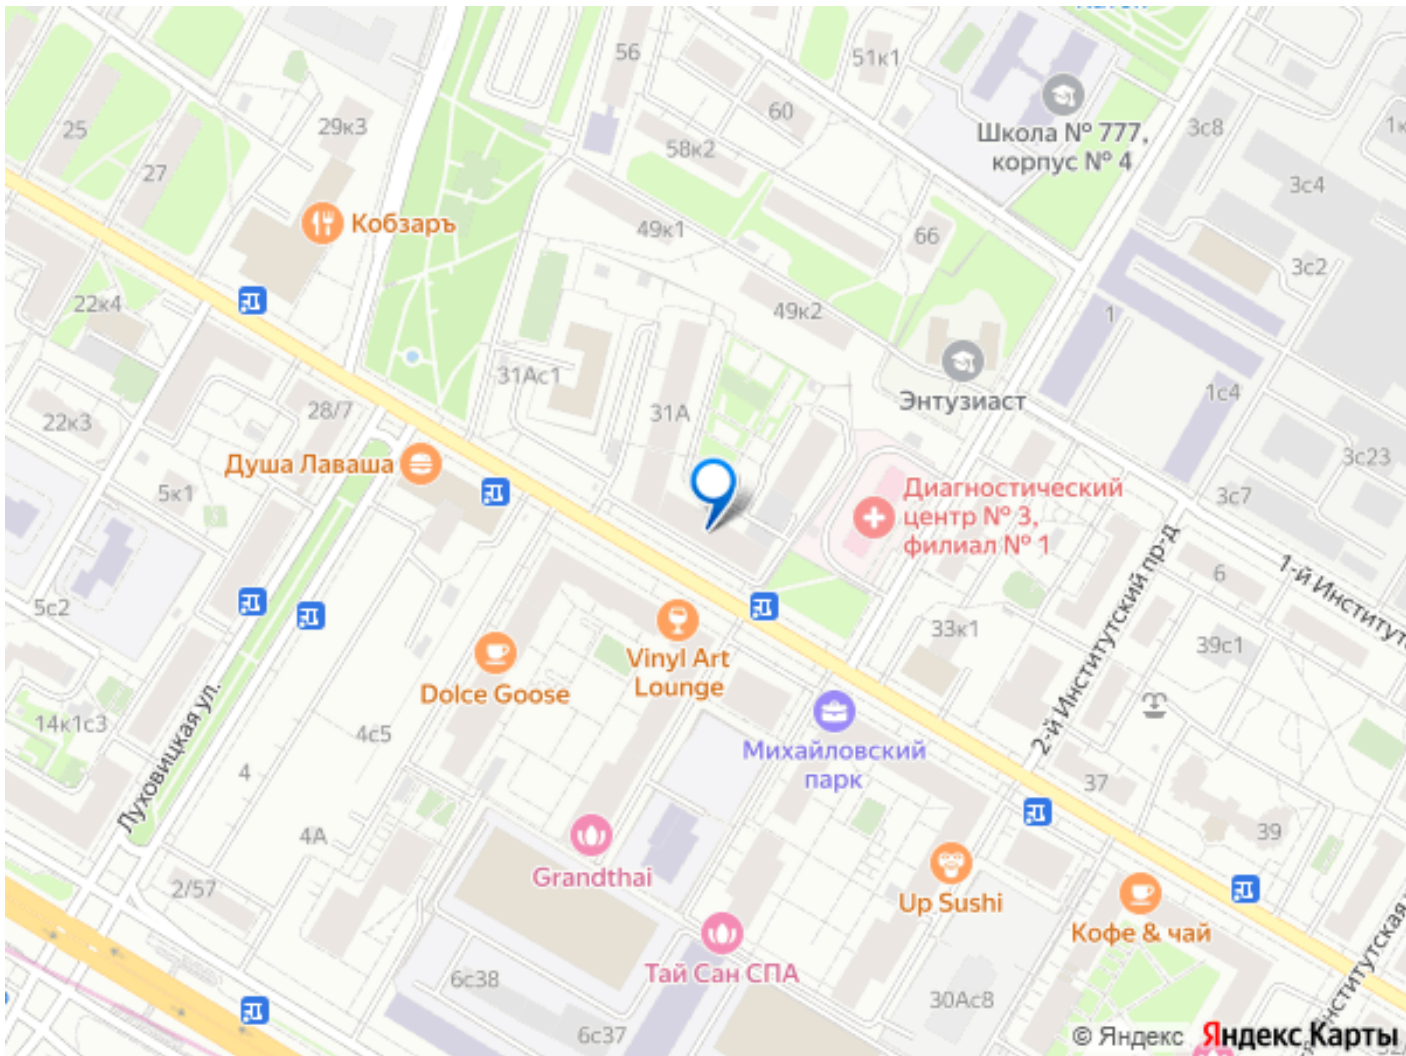 56
51к1
60
Школа № 777,
корпус № 4
3с8
25
29к3
58к2
27
3с4
Кобзаръ
49к1
66
3с2
22к4
49к2
1
31Ас1
Энтузиаст
1с4
22к3
28/7
31А
Душа Лаваша
3с23
5к1
Диагностический
центр № 3,
филиал № 1
3с7
2-й Институтский пр-д
6
5с2
33к1
39с1
Vinyl Art
Lounge
Dolce Goose
14к1с3
4с5
Луховицкая ул.
Михайловский
парк
4
37
4А
39
Grandthai
2/57
Up Sushi
Кофе & чай
Тай Сан СПА
6с38
30Ас8
6с37
© Яндекс Яндекс Карты